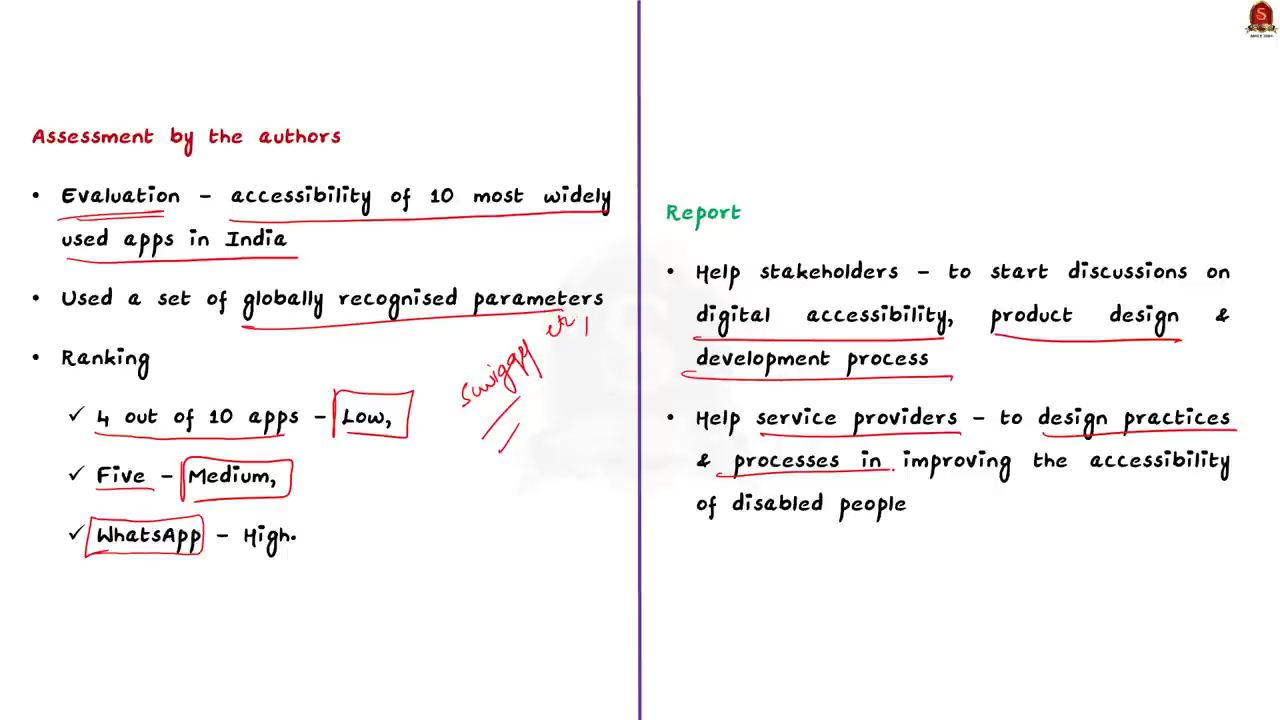 Assessment by the authors
• Evaluation – accessibility of 10 most widely
used apps in India
• Used a set of globally recognised parameters
• Ranking
✓ 4 out of 10 apps – Low,
✓ Five – Medium,
✓ WhatsApp – High.
swiggy etc
Report
• Help stakeholders – to start discussions on
digital accessibility, product design &
development process
• Help service providers – to design practices
& processes in improving the accessibility
of disabled people
S
SINCE 2004